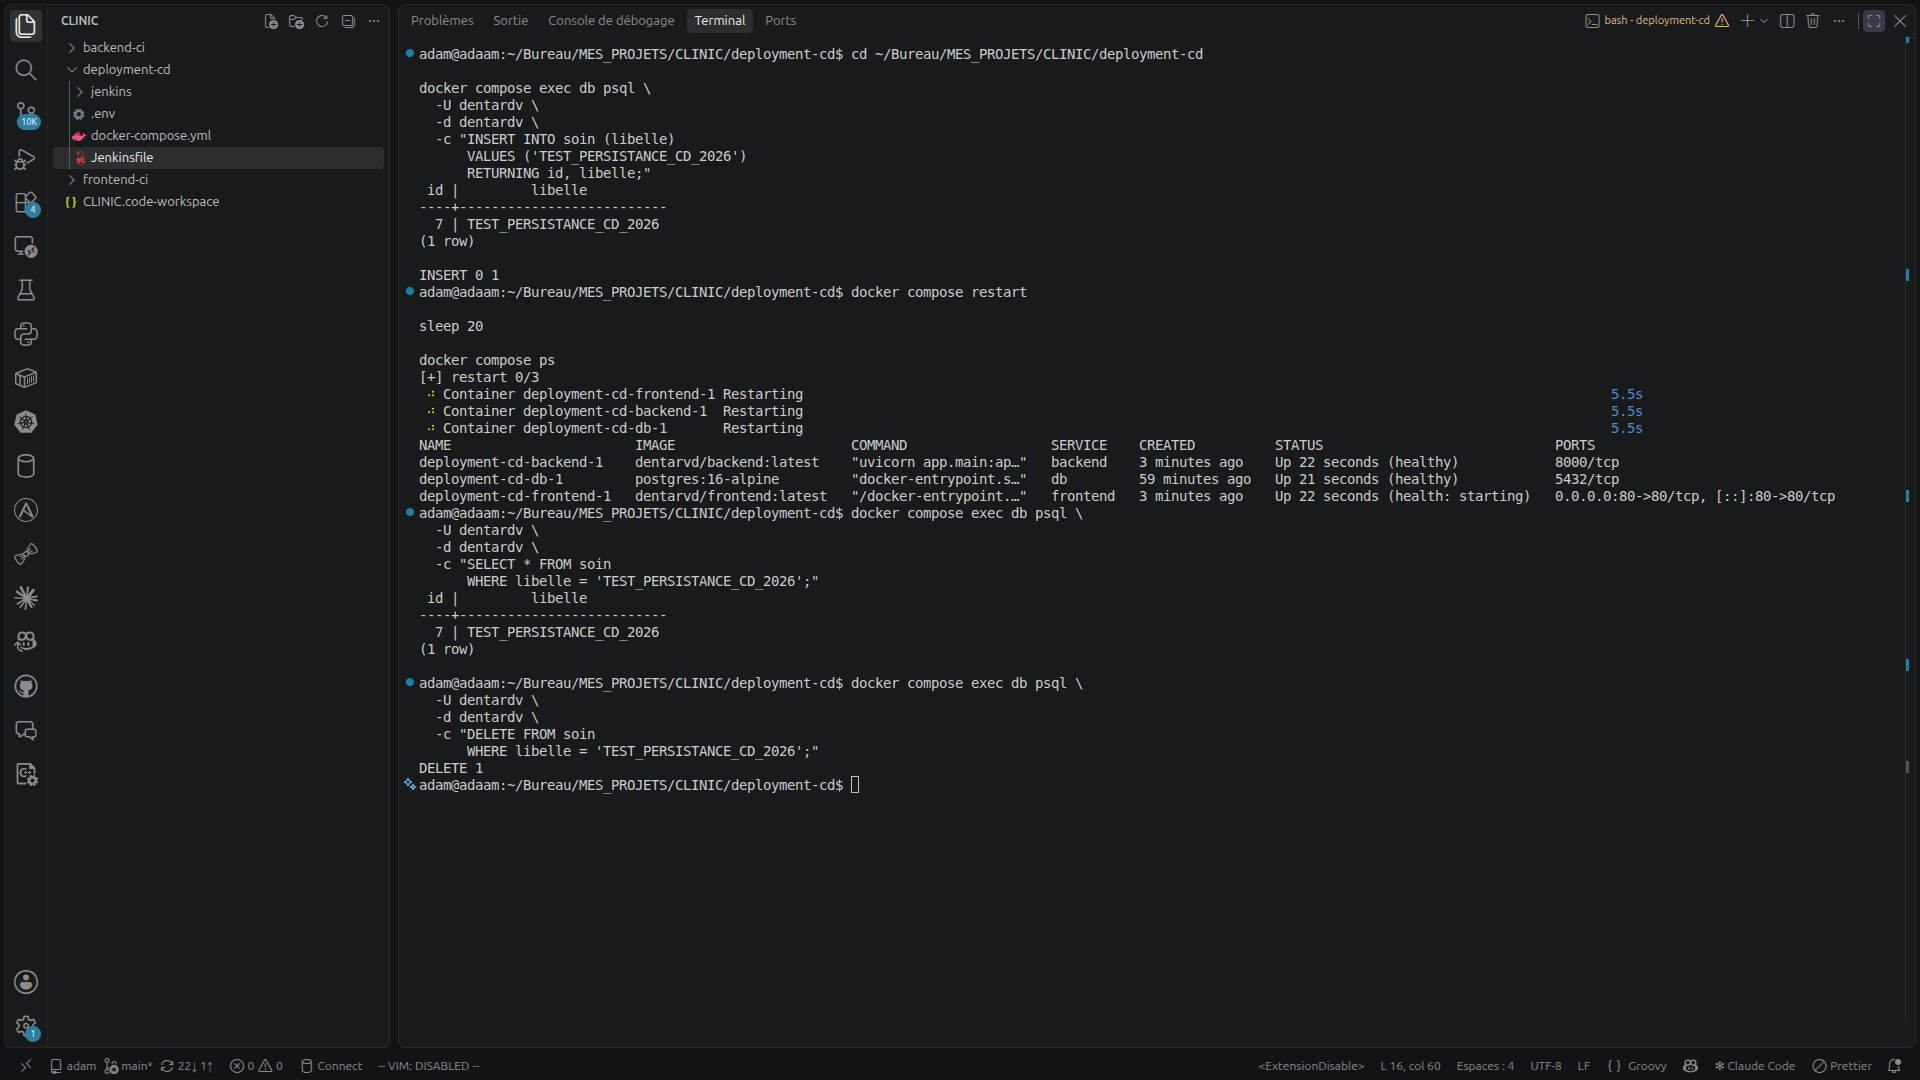 CLINIC
backend-ci
deployment-cd
jenkins
.env
docker-compose.yml
Jenkinsfile
frontend-ci
{} CLINIC.code-workspace
10K
4
1
Problèmes Sortie Console de débogage Terminal Ports
bash - deployment-cd
adam@adaam:~/Bureau/MES_PROJETS/CLINIC/deployment-cd$ cd ~/Bureau/MES_PROJETS/CLINIC/deployment-cd
docker compose exec db psql \
-U dentardv \
-d dentardv \
-c "INSERT INTO soin (libelle)
VALUES ('TEST_PERSISTANCE_CD_2026')
RETURNING id, libelle;"
id | libelle
----+-------------------------
7 | TEST_PERSISTANCE_CD_2026
(1 row)
INSERT 0 1
adam@adaam:~/Bureau/MES_PROJETS/CLINIC/deployment-cd$ docker compose restart
sleep 20
docker compose ps
[+] restart 0/3
Container deployment-cd-frontend-1 Restarting 5.5s
Container deployment-cd-backend-1 Restarting 5.5s
Container deployment-cd-db-1 Restarting 5.5s
NAME IMAGE COMMAND SERVICE CREATED STATUS PORTS
deployment-cd-backend-1 dentarvd/backend:latest "uvicorn app.main:ap…" backend 3 minutes ago Up 22 seconds (healthy) 8000/tcp
deployment-cd-db-1 postgres:16-alpine "docker-entrypoint.s…" db 59 minutes ago Up 21 seconds (healthy) 5432/tcp
deployment-cd-frontend-1 dentarvd/frontend:latest "/docker-entrypoint.…" frontend 3 minutes ago Up 22 seconds (health: starting) 0.0.0.0:80->80/tcp, [::]:80->80/tcp
adam@adaam:~/Bureau/MES_PROJETS/CLINIC/deployment-cd$ docker compose exec db psql \
-U dentardv \
-d dentardv \
-c "SELECT * FROM soin
WHERE libelle = 'TEST_PERSISTANCE_CD_2026';"
id | libelle
----+-------------------------
7 | TEST_PERSISTANCE_CD_2026
(1 row)
adam@adaam:~/Bureau/MES_PROJETS/CLINIC/deployment-cd$ docker compose exec db psql \
-U dentardv \
-d dentardv \
-c "DELETE FROM soin
WHERE libelle = 'TEST_PERSISTANCE_CD_2026';"
DELETE 1
adam@adaam:~/Bureau/MES_PROJETS/CLINIC/deployment-cd$
adam main* 22↓ 1↑ 0 0 Connect -- VIM: DISABLED -- <ExtensionDisable> L 16, col 60 Espaces : 4 UTF-8 LF { } Groovy Claude Code Prettier